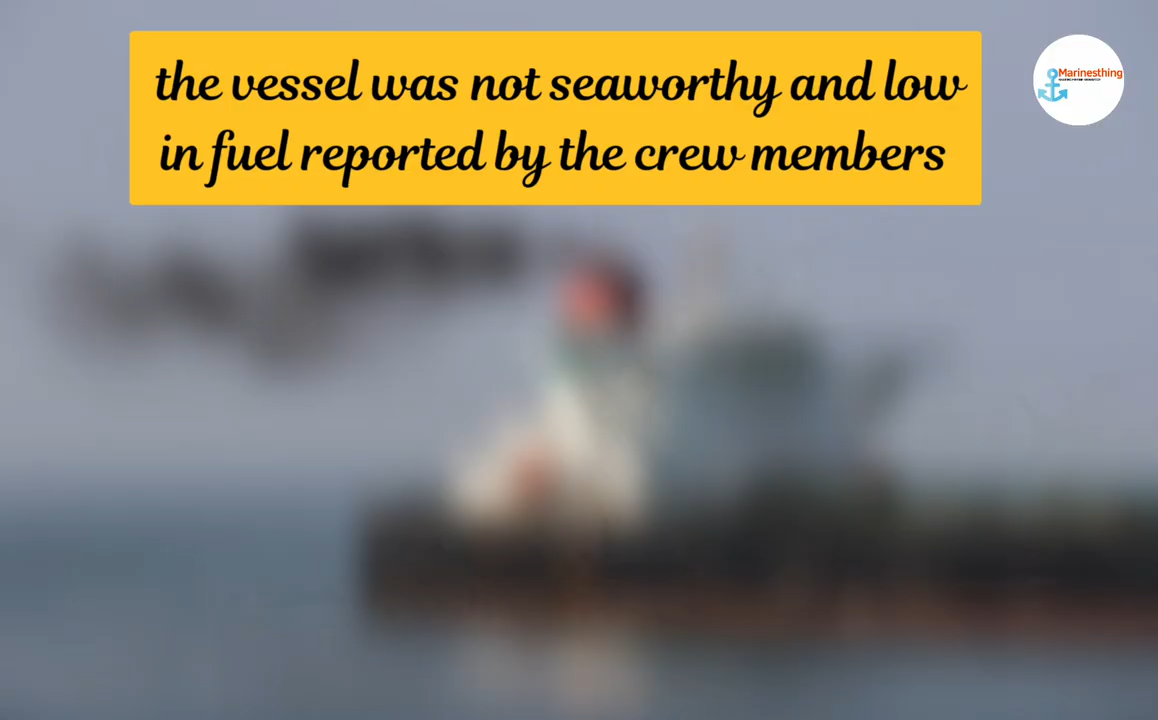 the vessel was not seaworthy and low
in fuel reported by the crew members
Marinesthing